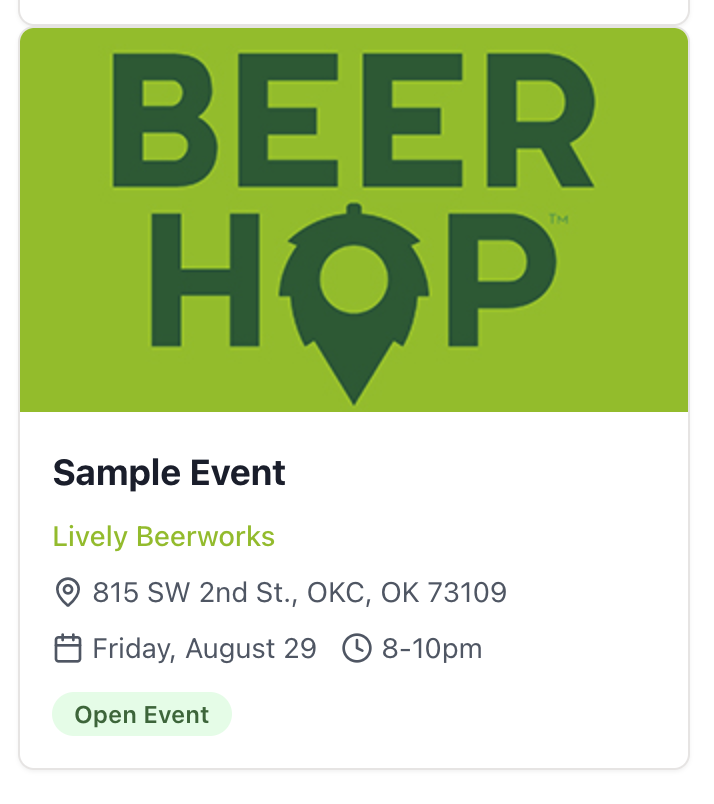 BEER
HOP™
Sample Event
Lively Beerworks
815 SW 2nd St., OKC, OK 73109
Friday, August 29 8-10pm
Open Event